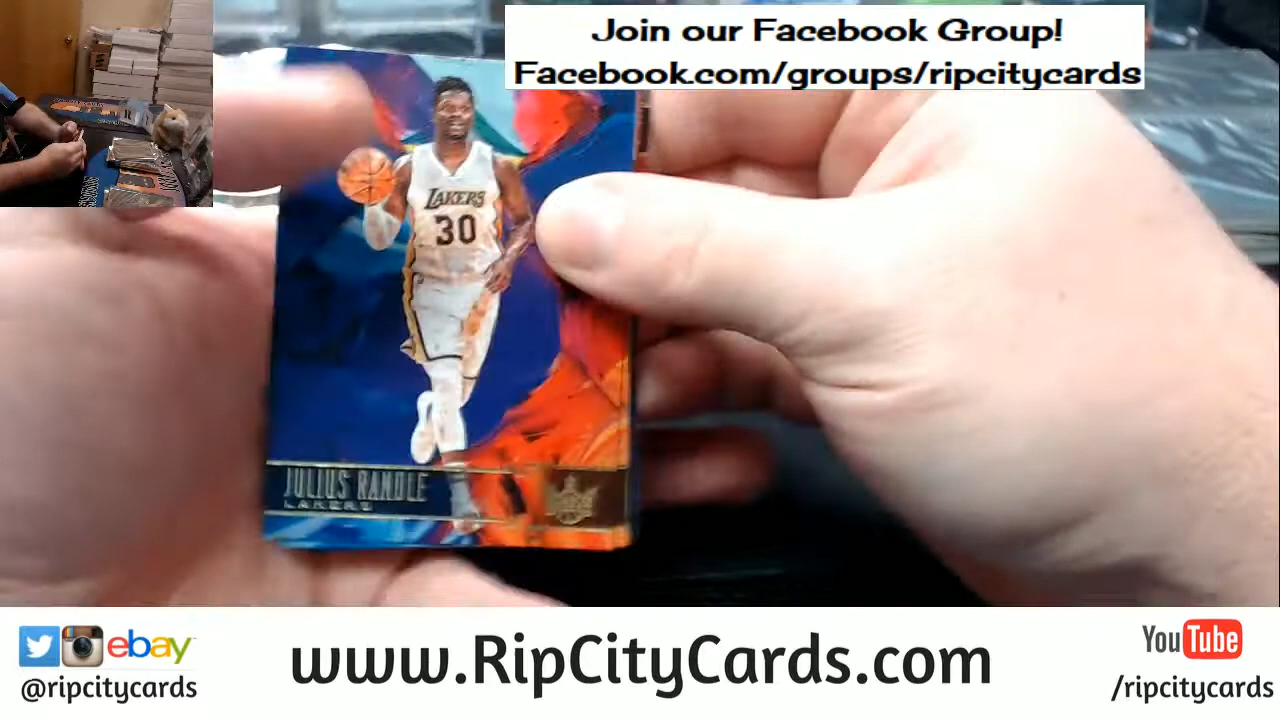 Join our Facebook Group!
Facebook.com/groups/ripcitycards
LAKERS
30
JULIUS RANDLE
LAKERS
ebay
@ripcitycards
www.RipCityCards.com
YouTube
/ripcitycards